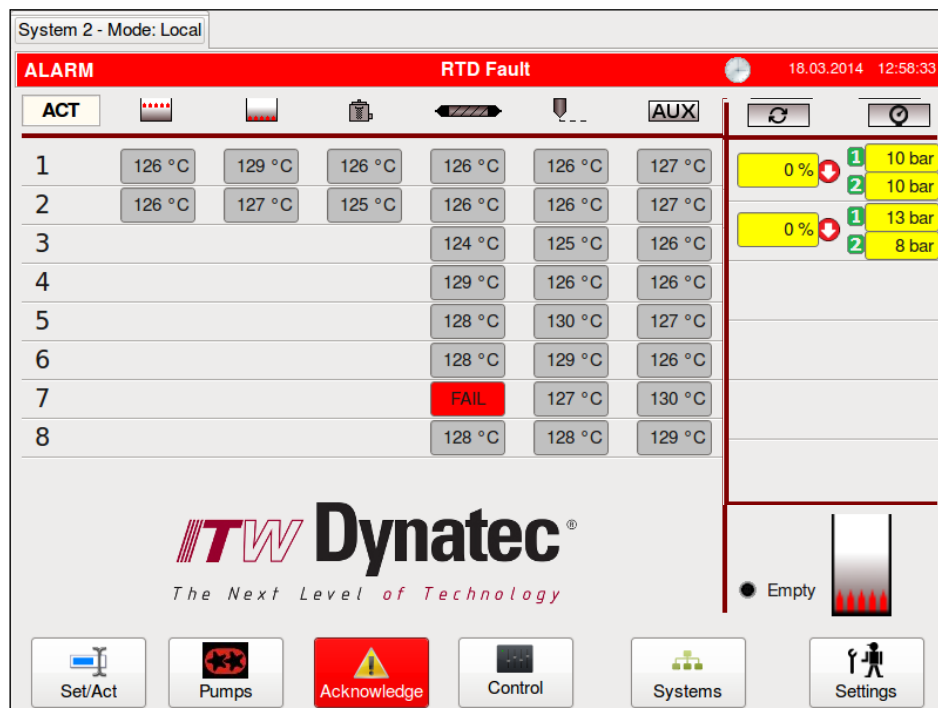 System 2 - Mode: Local
ALARM RTD Fault 18.03.2014 12:58:33
ACT AUX
1 126 °C 129 °C 126 °C 126 °C 126 °C 127 °C 0 % 1 10 bar
2 10 bar
2 126 °C 127 °C 125 °C 126 °C 126 °C 127 °C 0 % 1 13 bar
2 8 bar
3 124 °C 125 °C 126 °C
4 129 °C 126 °C 126 °C
5 128 °C 130 °C 127 °C
6 128 °C 129 °C 126 °C
7 FAIL 127 °C 130 °C
8 128 °C 128 °C 129 °C
ITW Dynatec®
The Next Level of Technology
Empty
Set/Act Pumps Acknowledge Control Systems Settings